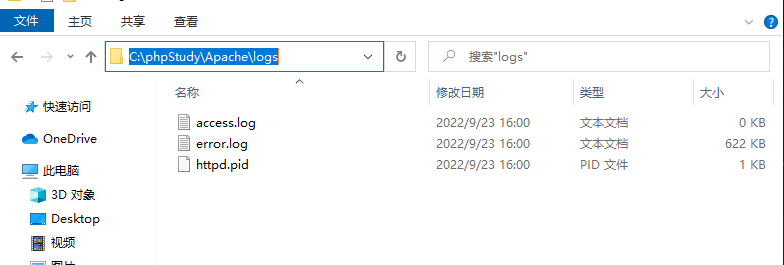 文件 主页 共享 查看
C:\phpStudy\Apache\logs 搜索"logs"
名称 修改日期 类型 大小
快速访问
access.log 2022/9/23 16:00 文本文档 0 KB
OneDrive
error.log 2022/9/23 16:00 文本文档 622 KB
httpd.pid 2022/9/23 16:00 PID 文件 1 KB
此电脑
3D 对象
Desktop
视频
图片